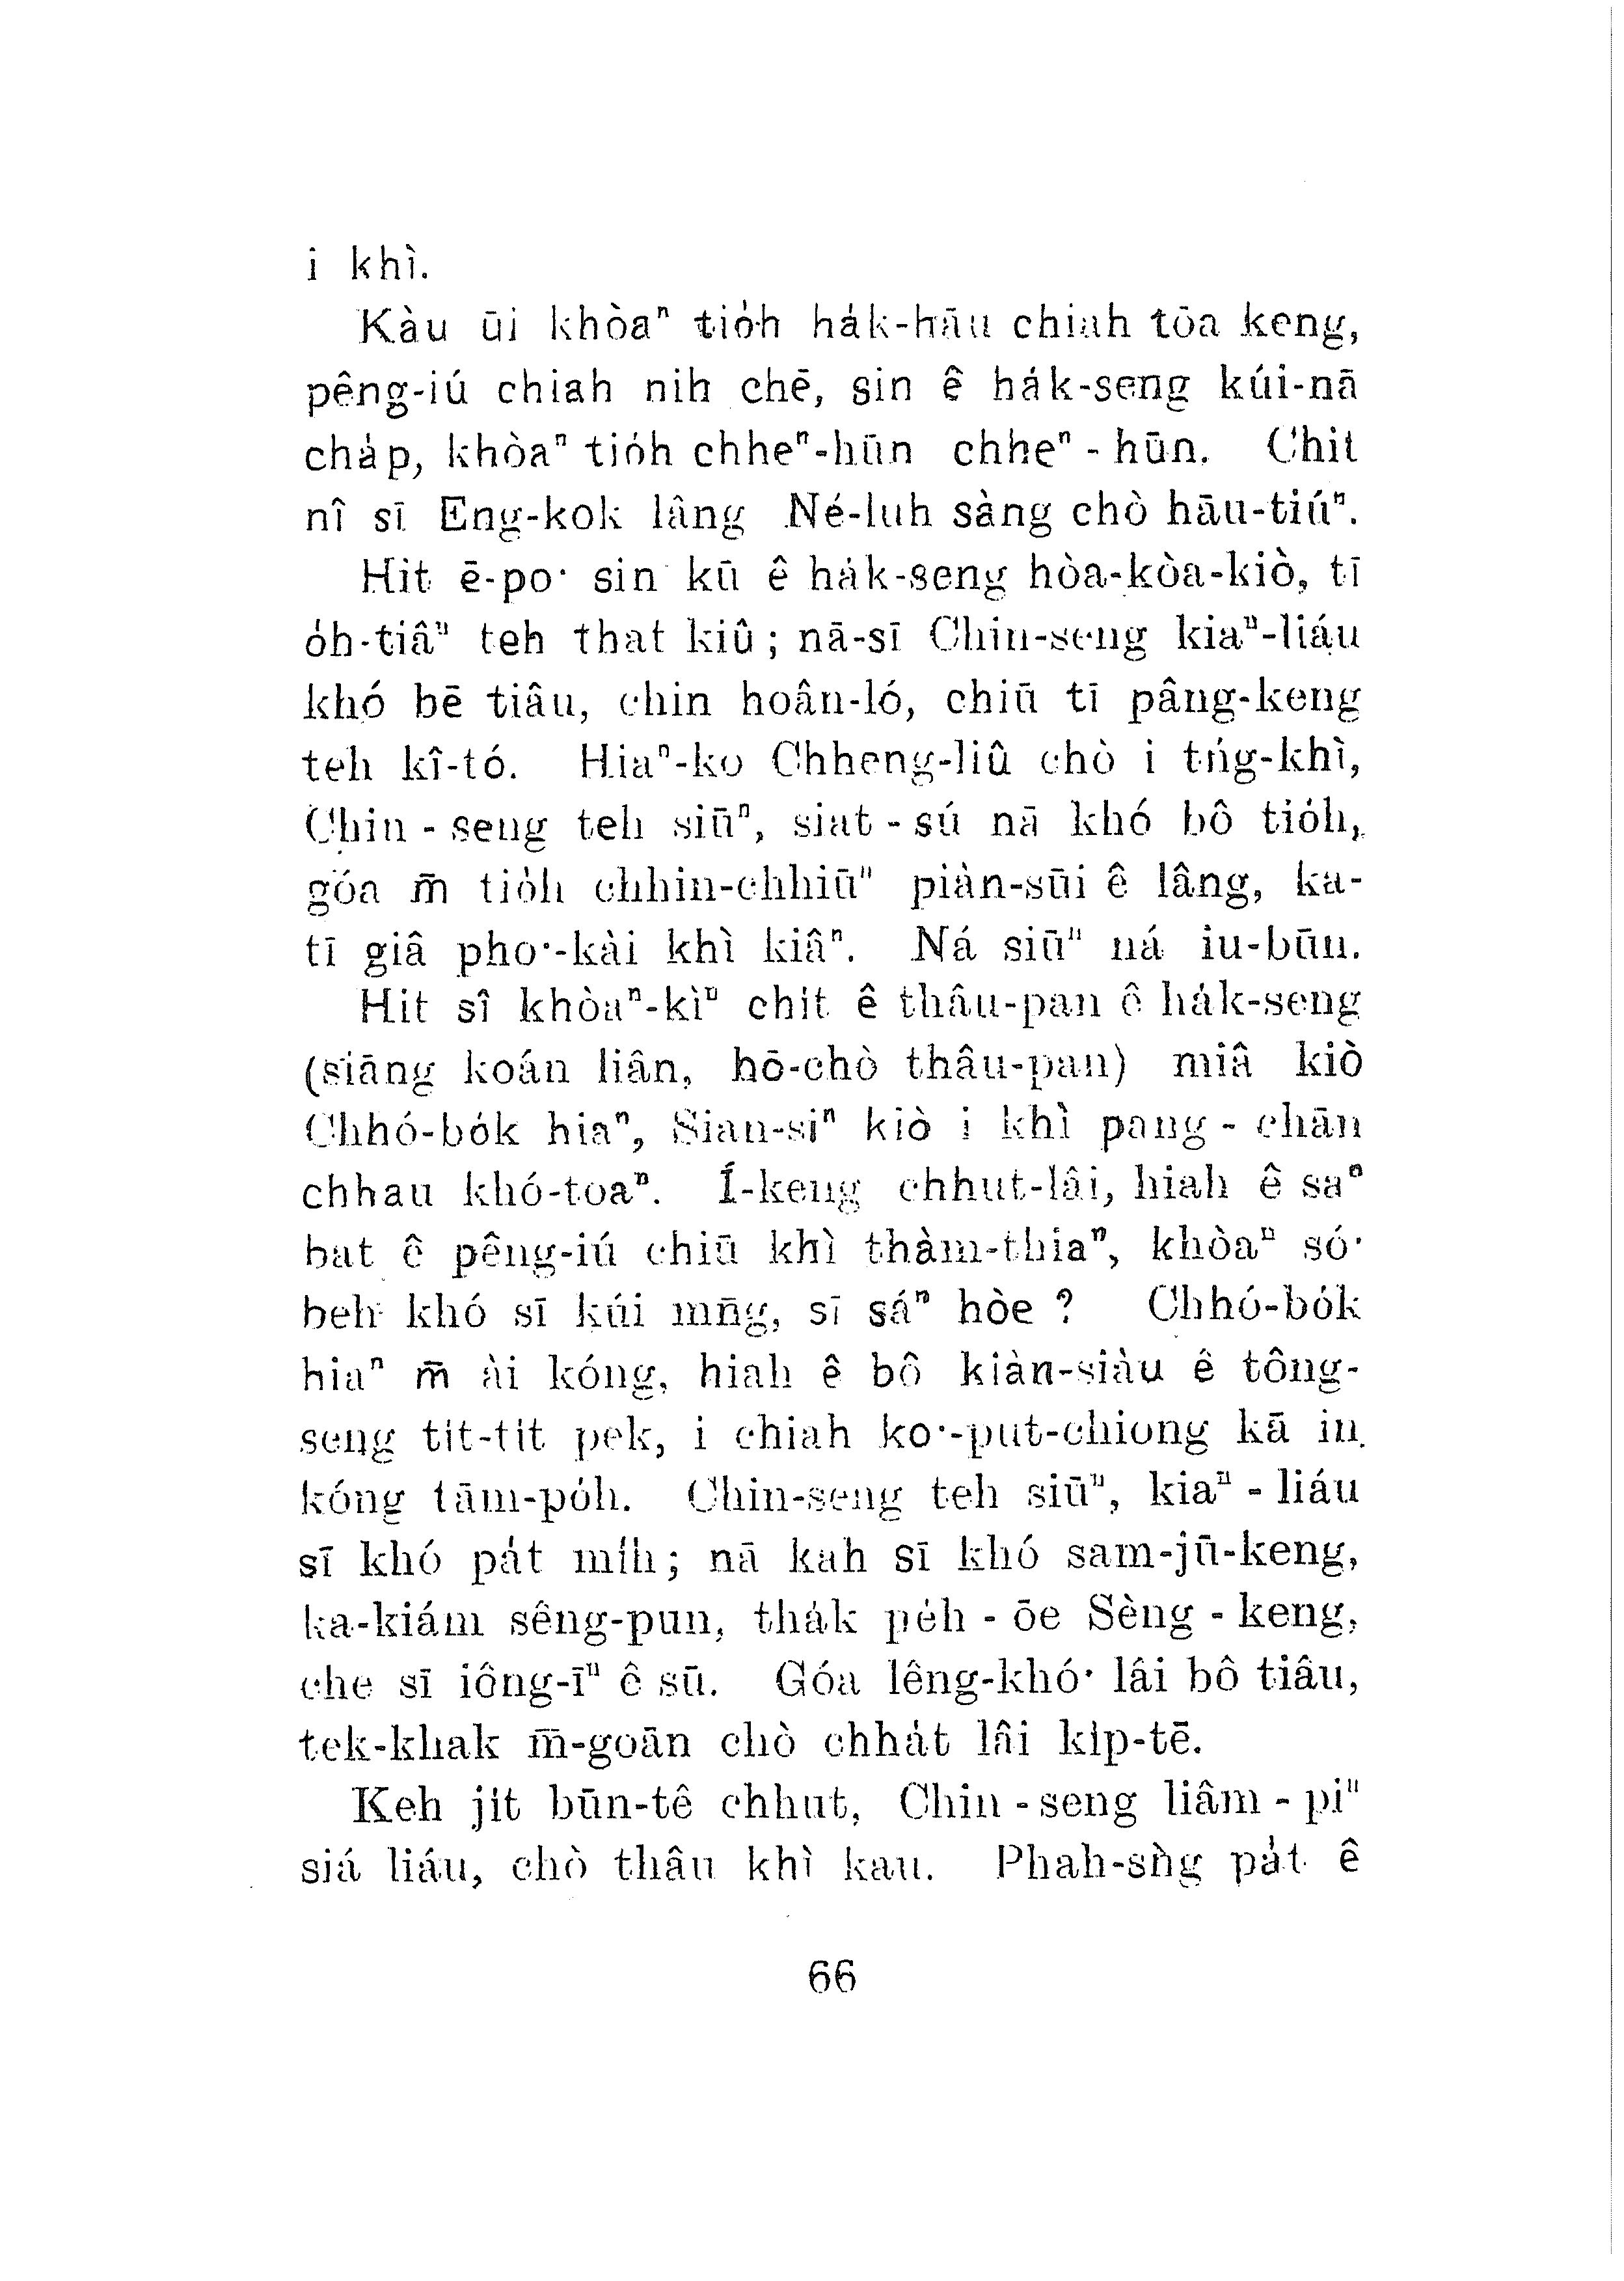 i khì.
Kàu ūi khòaⁿ tio̍h ha̍k-hāu chiah tōa keng,
pêng-iú chiah nih chē, sin ê ha̍k-seng kúi-nā
cha̍p, khòaⁿ tio̍h chheⁿ-hūn chheⁿ - hūn. Chit
nî sī Eng-kok lâng Né-luh sàng chò hāu-tiúⁿ.
Hit ē-po͘ sin kū ê ha̍k-seng hòa-kòa-kiò, tī
o̍h-tiâⁿ teh that kiû; nā-sī Chin-seng kiaⁿ-liáu
khó bē tiâu, chin hoân-ló, chiū tī pâng-keng
teh kî-tó. Hiaⁿ-ko Chheng-liû chò i tńg-khì,
Chin - seng teh siūⁿ, siat - sú nā khó bô tio̍h,
góa m̄ tio̍h chhin-chhiūⁿ piàn-sūi ê lâng, ka-
tī giâ pho͘-kài khì kiâⁿ. Ná siūⁿ ná iu-būn.
Hit sî khòaⁿ-kìⁿ chi̍t ê thâu-pan ê ha̍k-seng
(siāng koán liân, hō-chò thâu-pan) miâ kiò
Chhó-bo̍k hiaⁿ, Sian-siⁿ kiò i khì pang - chān
chhau khó-toaⁿ. Í-keng chhut-lâi, hiah ê saⁿ
bat ê pêng-iú chiū khì thàm-thiaⁿ, khòaⁿ só͘
beh khó sī kúi mn̄g, sī sáⁿ hòe ? Chhó-bo̍k
hiaⁿ m̄ ài kóng, hiah ê bô kiàn-siàu ê tông-
seng ti̍t-ti̍t pek, i chiah ko͘-put-chiong kā in
kóng tām-po̍h. Chin-seng teh siūⁿ, kiaⁿ - liáu
sī khó pa̍t mi̍h; nā kah sī khó sam-jū-keng,
ka-kiám sêng-pun, tha̍k pe̍h - ōe Sèng - keng,
che sī iông-īⁿ ê sū. Góa lêng-khó͘ lâi bô tiâu,
tek-khak m̄-goān chò chha̍t lâi ki̍p-tē.
Keh ji̍t būn-tê chhut, Chin - seng liâm - piⁿ
siá liáu, chò thâu khì kau. Phah-sǹg pa̍t ê
66